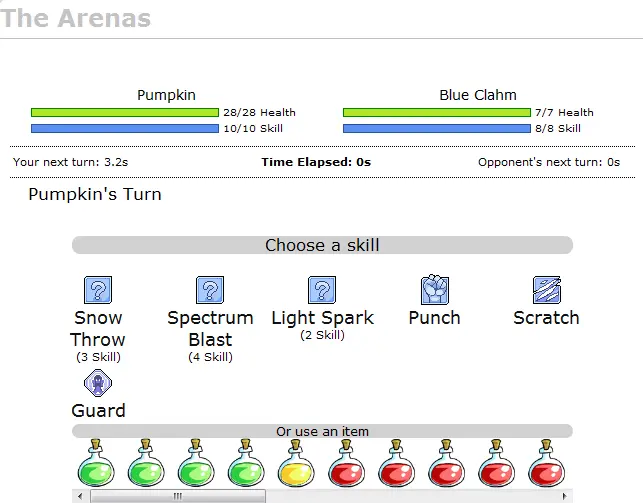 The Arenas
Pumpkin Blue Clahm
28/28 Health 7/7 Health
10/10 Skill 8/8 Skill
Your next turn: 3.2s Time Elapsed: 0s Opponent's next turn: 0s
Pumpkin's Turn
Choose a skill
? ? ?
Snow Spectrum Light Spark Punch Scratch
Throw Blast (2 Skill)
(3 Skill) (4 Skill)
Guard
Or use an item